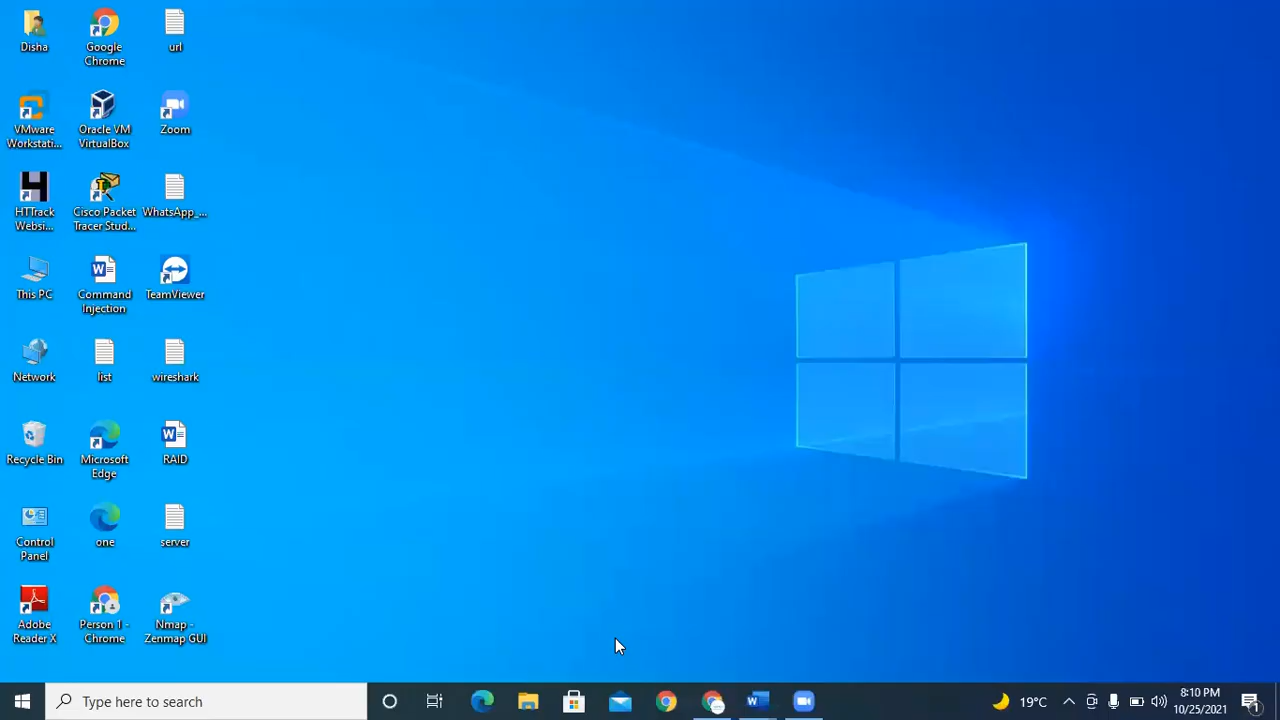 Disha
Google
Chrome
url
VMware
Workstati...
Oracle VM
VirtualBox
Zoom
HTTrack
Websi...
Cisco Packet
Tracer Stud...
WhatsApp_...
This PC
Command
Injection
TeamViewer
Network
list
wireshark
Recycle Bin
Microsoft
Edge
RAID
Control
Panel
one
server
Adobe
Reader X
Person 1 -
Chrome
Nmap -
Zenmap GUI
Type here to search
19°C
8:10 PM
10/25/2021
1